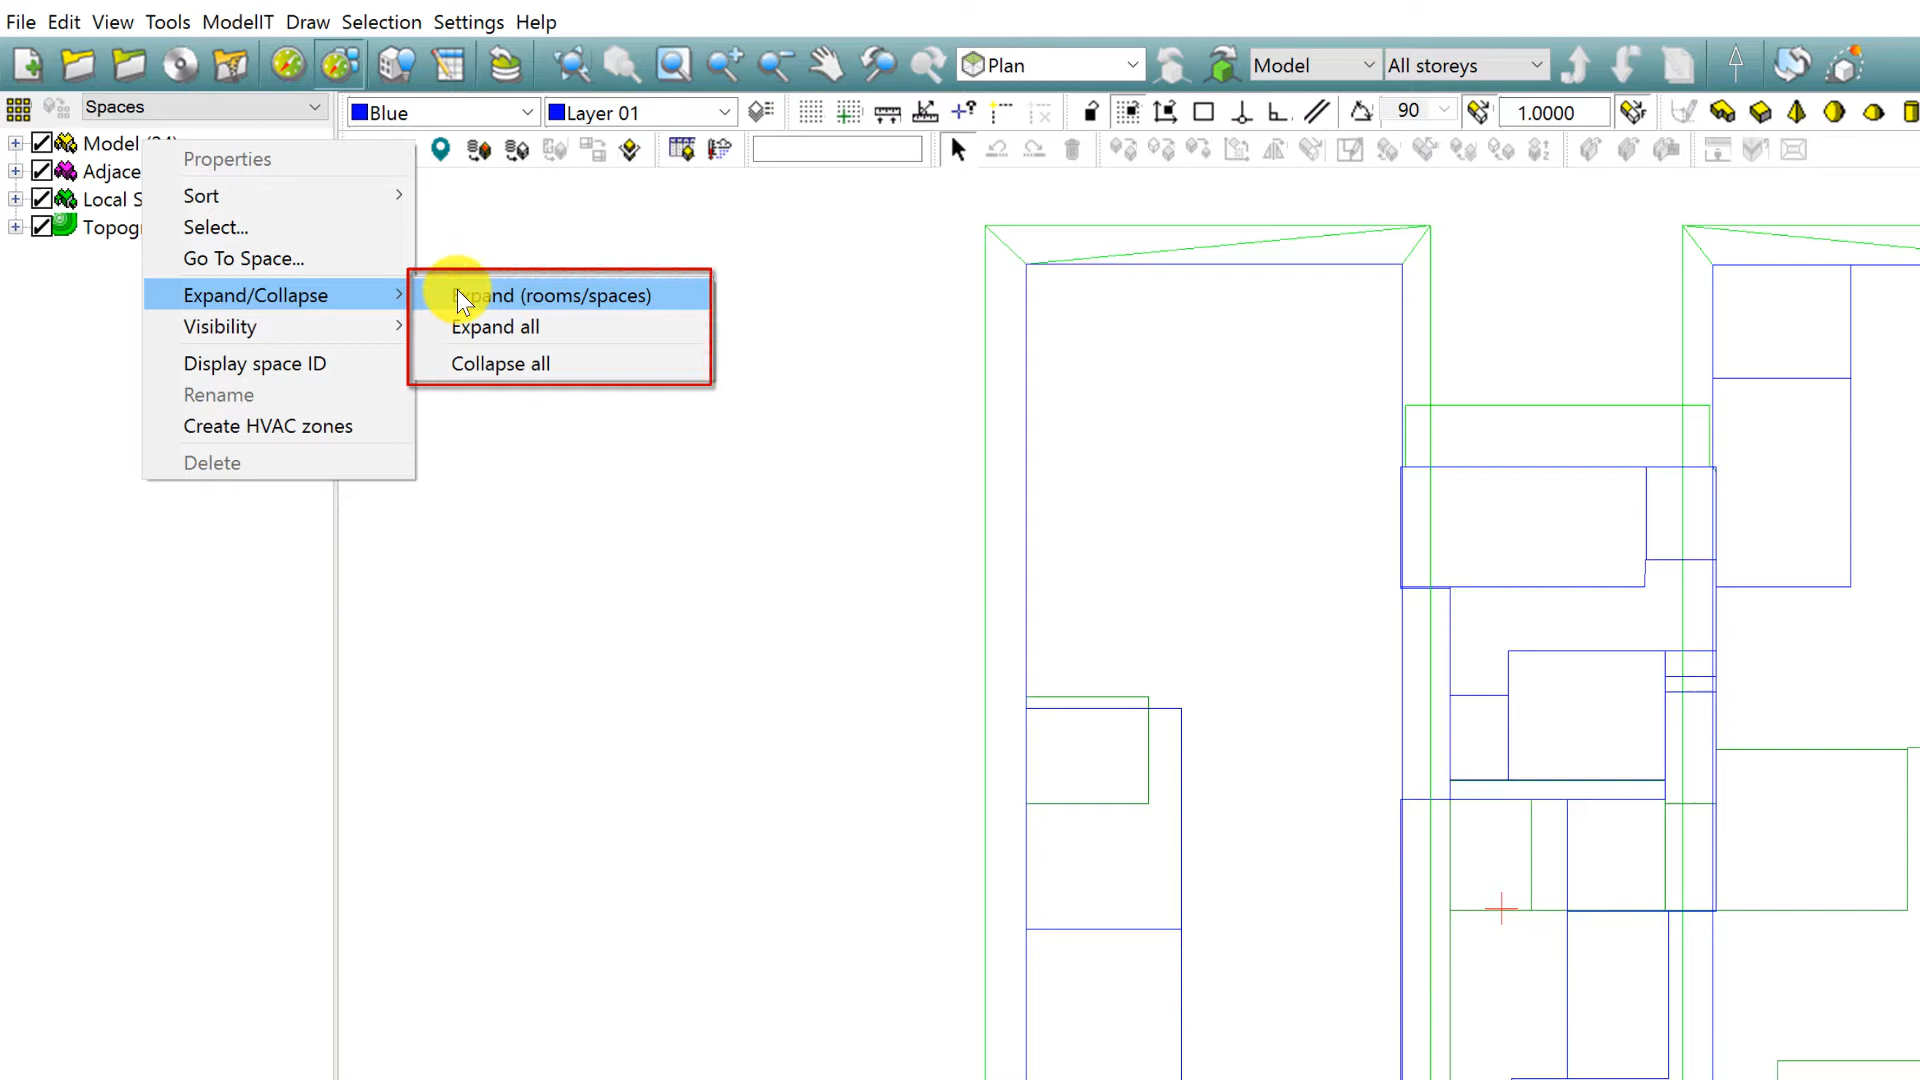 File Edit View Tools ModelIT Draw Selection Settings Help
Plan Model All storeys
Spaces Blue Layer 01 90 1.0000
Model
Adjace
Local S
Topogr
Properties
Sort
Select...
Go To Space...
Expand/Collapse
Visibility
Display space ID
Rename
Create HVAC zones
Delete
Expand (rooms/spaces)
Expand all
Collapse all